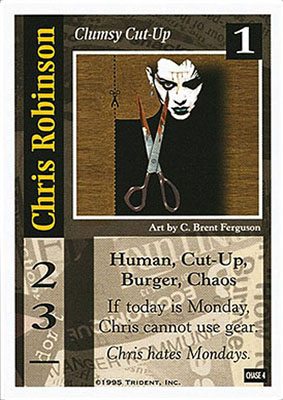 Clumsy Cut-Up
1
Chris Robinson
Art by C. Brent Ferguson
2
3
–
Human, Cut-Up,
Burger, Chaos
If today is Monday,
Chris cannot use gear.
Chris hates Mondays.
©1995 TRIDENT, INC.
CHASE 4